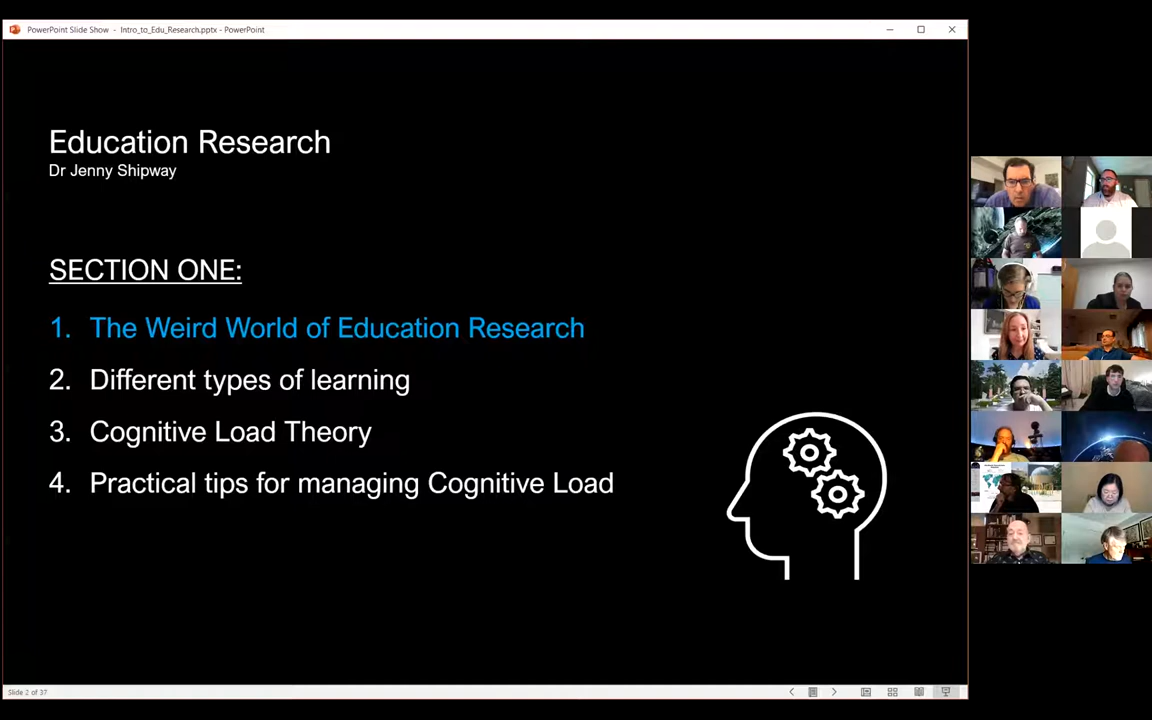 PowerPoint Slide Show - Intro_to_Edu_Research.pptx - PowerPoint
Education Research
Dr Jenny Shipway
SECTION ONE:
1. The Weird World of Education Research
2. Different types of learning
3. Cognitive Load Theory
4. Practical tips for managing Cognitive Load
Slide 2 of 37